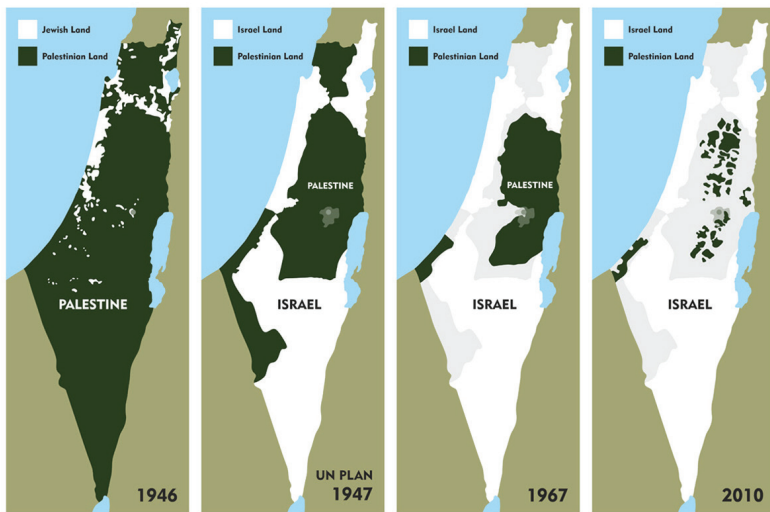 Jewish Land
Palestinian Land
PALESTINE
1946
Israel Land
Palestinian Land
PALESTINE
ISRAEL
UN PLAN
1947
Israel Land
Palestinian Land
PALESTINE
ISRAEL
1967
Israel Land
Palestinian Land
ISRAEL
2010